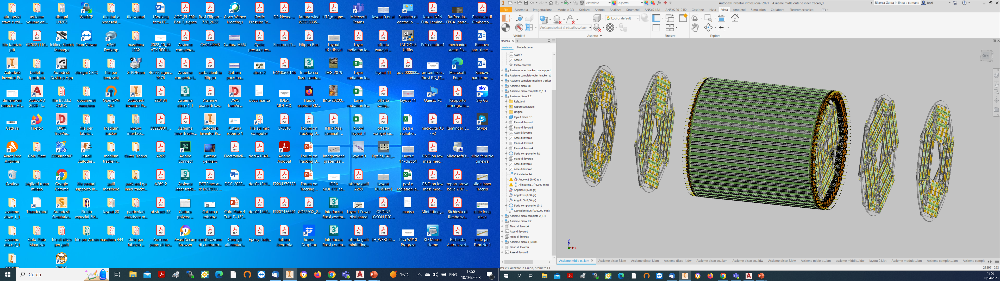 altri pezzi stave e col...
assieme volume col...
disegni LN2P3
WinSCP
file dati a bedeschi ...
file venturi
1Booking form FC...
AOO_PI-202... Bosi F_signed
Bosi Filippo - 730_2022
Cisco Webex Meetings
Cyclic Pressure Te...
DS-Novec-...
fattura wind W2213335...
HTS_magne...
Microsoft Teams
layout 9 et al
Pannello di controllo - ...
loson INFN Pisa, Lamina...
Raffredda... FPGA parte...
Richiesta di Rimborso ...
file fabrizio pdf
G20221110...
Inkling Sketch Manager
TeamViewer
A360 Desktop
maschera 1332
2022_10_03 VTX REGU...
Assieme completo...
CA9450943
Cattura M55J
Cyclic pressure tes...
ElectronicTi...
Filippo Bosi
Layout 16+disco1
Layer radiation le...
offerta watajet ...
LMTOOLS Utility
Présentation1
mechanics status Pis...
Rinnovo part-time -...
Autodesk Inventor Pr...
bollette iperdrola
Autodesk Desktop App
disegni CEPC
file per bedeschi
X-PDFsam
46772_signe... 9176
Assieme completo l...
carta identita filippo
Cattura pocofoa...
disco 2
F2210560146
Interfaccia flussi contra...
IMG_2879
Layer radiation le...
layout 11
pdv-000000...
presentazio... fbosi RD_FC...
Microsoft Edge
Rinnovo part-time -...
dimensioni detector AT...
AutoCAD 2020 - I...
file BELLE2 CMOS
documenti macchina
OpenVPN GUI
Autodesk Inventor Pr...
220134
Assieme disco 1_1
Assieme piano di lav...
DWG TrueVie...
docu marisa
IDEA MDI-FCC
Fluido especial 3M...
IMG-20200...
Layer radiation le...
offerta wataj...
layout 11
Questo PC
Rapporto termografic...
Sky Go
Cattura
Firefox
DWG TrueVie...
file per fabrizi...
Medium tracker
nuovo interfacc...
20220901_...
Assieme inner tracke...
Autodesk Inventor Pr...
Cattura roberto 1
File sul mio computer
EP30TC
Forum on Tracking D...
INFN Pisa, Laminati ...
Nuovi layout_1
offerta watajet ce...
pesi e radiatio...
microvite 0.5 - v2
Reminder_L...
Skype
Avast Free Antivirus
Cold Plate
CDBurnerXP
Install Autodes...
medium tracker r...
Outer Tracker
A269
Adobe Connect
Cattura gennaro
ElectronicR...
doc041340...
Adobe Acrobat
Forum on Tracking D...
integrazione presentazi...
Layout 9
Optics_241_...
Layout 17+disco1
R&D on low mass mec...
MicrosoftPr...
slide fabrizio ginevra
Cestino
biglietti treno milano
Google Chrome
file venturi supporto in...
galli maschere
pack and go inner tracke...
A269-2
Assieme inner track...
DDTEmesso... & MORELLI ...
DOC-2022...
doc041341...
F2204379773
Forum on Tracking ...
IDEA MDI-FCC ta...
offerta galli A269
Layout 18+disco1
pesi e radiation le...
R&D on low mass mec...
report prova belle 2 07-...
slide inner Tracker
assieme disco 1_1
Thunderbird
Autodesk Simulatio...
Fluido especial 3M...
layout 20
particolari maschera m...
abstract-32
Cattura polytec ...
Cattura x roberto
Cold Plate 4 Tubi T=15°...
doc041342...
F2207456301
GDFSFOX_2...
Interfaccia flussi contra...
Layer 1 Power dissipated
ORDINE LOSON FCC ...
marisa
Minifitting_...
Richiesta di Rimborso...
slide long stave
assieme disco 2_1
Cold Plate Maurizio
file di silvia per galli
file per Armin
maschera 444
slide per fabrizio ...
Assieme piano di lav...
Avast Secure Browser
certificazione di contratto...
Consigli alimentari...
Epoxy-Tech...
fattura iberdrola
home Dropbox
Interfaccia flussi contra...
offerta galli minifitting...
LH_WEBCKI...
Pisa WP10 Progress
3D Mouse Home
Richiesta Autorizzazi...
slide per Fabrizio 1
assieme
Virtual
Cerca
16°C
ENG
17:58
10/04/2023
Materiale
Aspetto
Autodesk Inventor Professional 2021 Assieme midle outer e inner tracker_1
Ricerca Guida in linea e comand
bosi
File Assembla Progettazione Modello 3D Schizzo Annota Analizza Strumenti ANSYS 18.1 ANSYS 2019 R2 Gestione Inizia Vista Ambienti Simulation Collabora Elettromeccanico
Luci di default
Preimpostazioni di visualizzazione
Visibilità
Aspetto
Finestre
Esplora
Modello
Assieme | Modellazione
Asse Y
Asse Z
Punto centrale
Assieme inner tracker con supporti
Assieme completo outer tracker str
Assieme completo medium tracker
Assieme disco 1:1
Assieme disco completo 2_1:1
Assieme disco 3:2
Relazioni
Rappresentazioni
Origine
layout disco 3:1
Piano di lavoro1
Piano di lavoro2
Asse di lavoro3
Asse di lavoro4
Piano di lavoro3
Piano di lavoro4
Serie componente 8:1
Piano di lavoro5
Asse di lavoro5
Asse di lavoro6
Coincidente:14
Angolo:1 (0,00 gr)
Allineato:11 (-3,000 mm)
Angolo:3 (0,00 gr)
Angolo:4 (0,00 gr)
Angolo:5 (0,00 gr)
Serie componente 10:1
Coincidente:26 (930,000 mm)
Assieme disco completo 2_1:2
Assieme disco 1:2
Piano di lavoro4
Asse di lavoro1
Piano di lavoro5
Assieme disco 3_MIR:1
Piano di lavoro6
Asse di lavoro2
BASSO
Z
X
Assieme midle o...iam
Assieme disco 3.iam
Assieme disco 1.iam
Assieme disco 1.idw
Assieme disco co...iam
Assieme disco co...idw
Assieme disco 3.idw
Assieme midle o...iam
assieme middle...idw
layout 21.ipt
Assieme modulo...iam
Assieme complet...iam
Assieme comple
Per visualizzare la Guida, premere F1
23897 293
17:58
10/04/2023